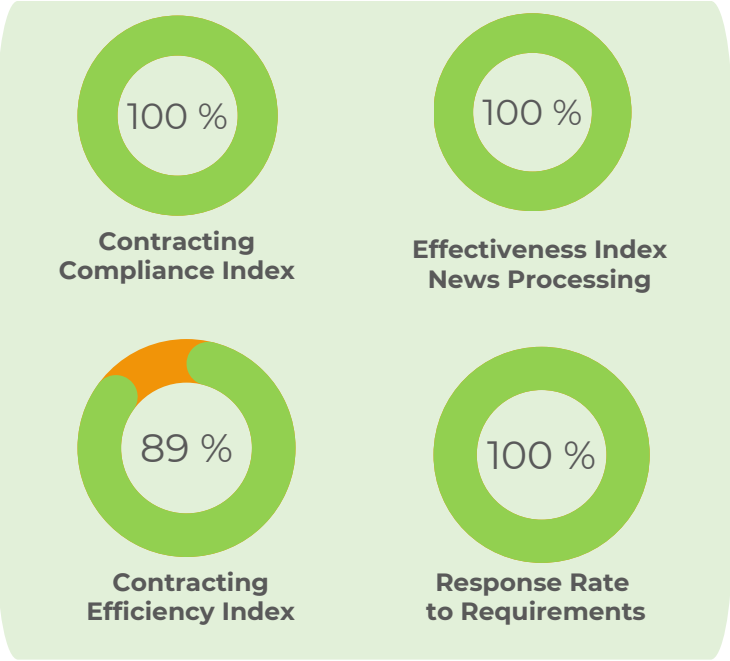 100 %
Contracting
Compliance Index
100 %
Effectiveness Index
News Processing
89 %
Contracting
Efficiency Index
100 %
Response Rate
to Requirements